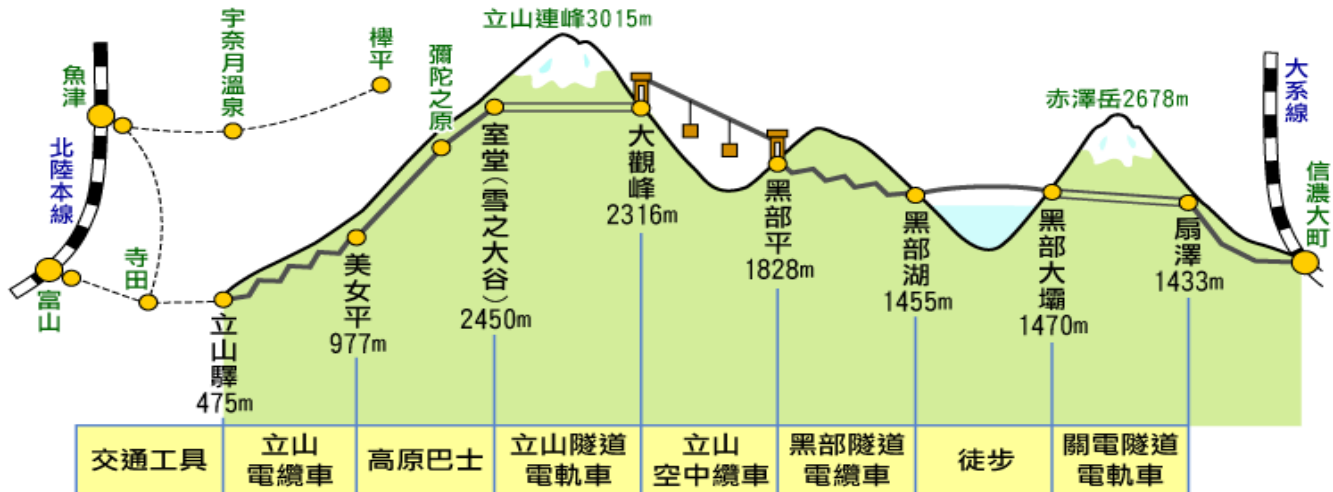 立山連峰3015m
宇奈月溫泉
欅平
彌陀之原
魚津
北陸本線
寺田
富山
大系線
赤澤岳2678m
信濃大町
立山驛
475m
美女平
977m
室堂(雪之大谷)
2450m
大觀峰
2316m
黑部平
1828m
黑部湖
1455m
黑部大壩
1470m
扇澤
1433m
交通工具
立山
電纜車
高原巴士
立山隧道
電軌車
立山
空中纜車
黑部隧道
電纜車
徒步
關電隧道
電軌車